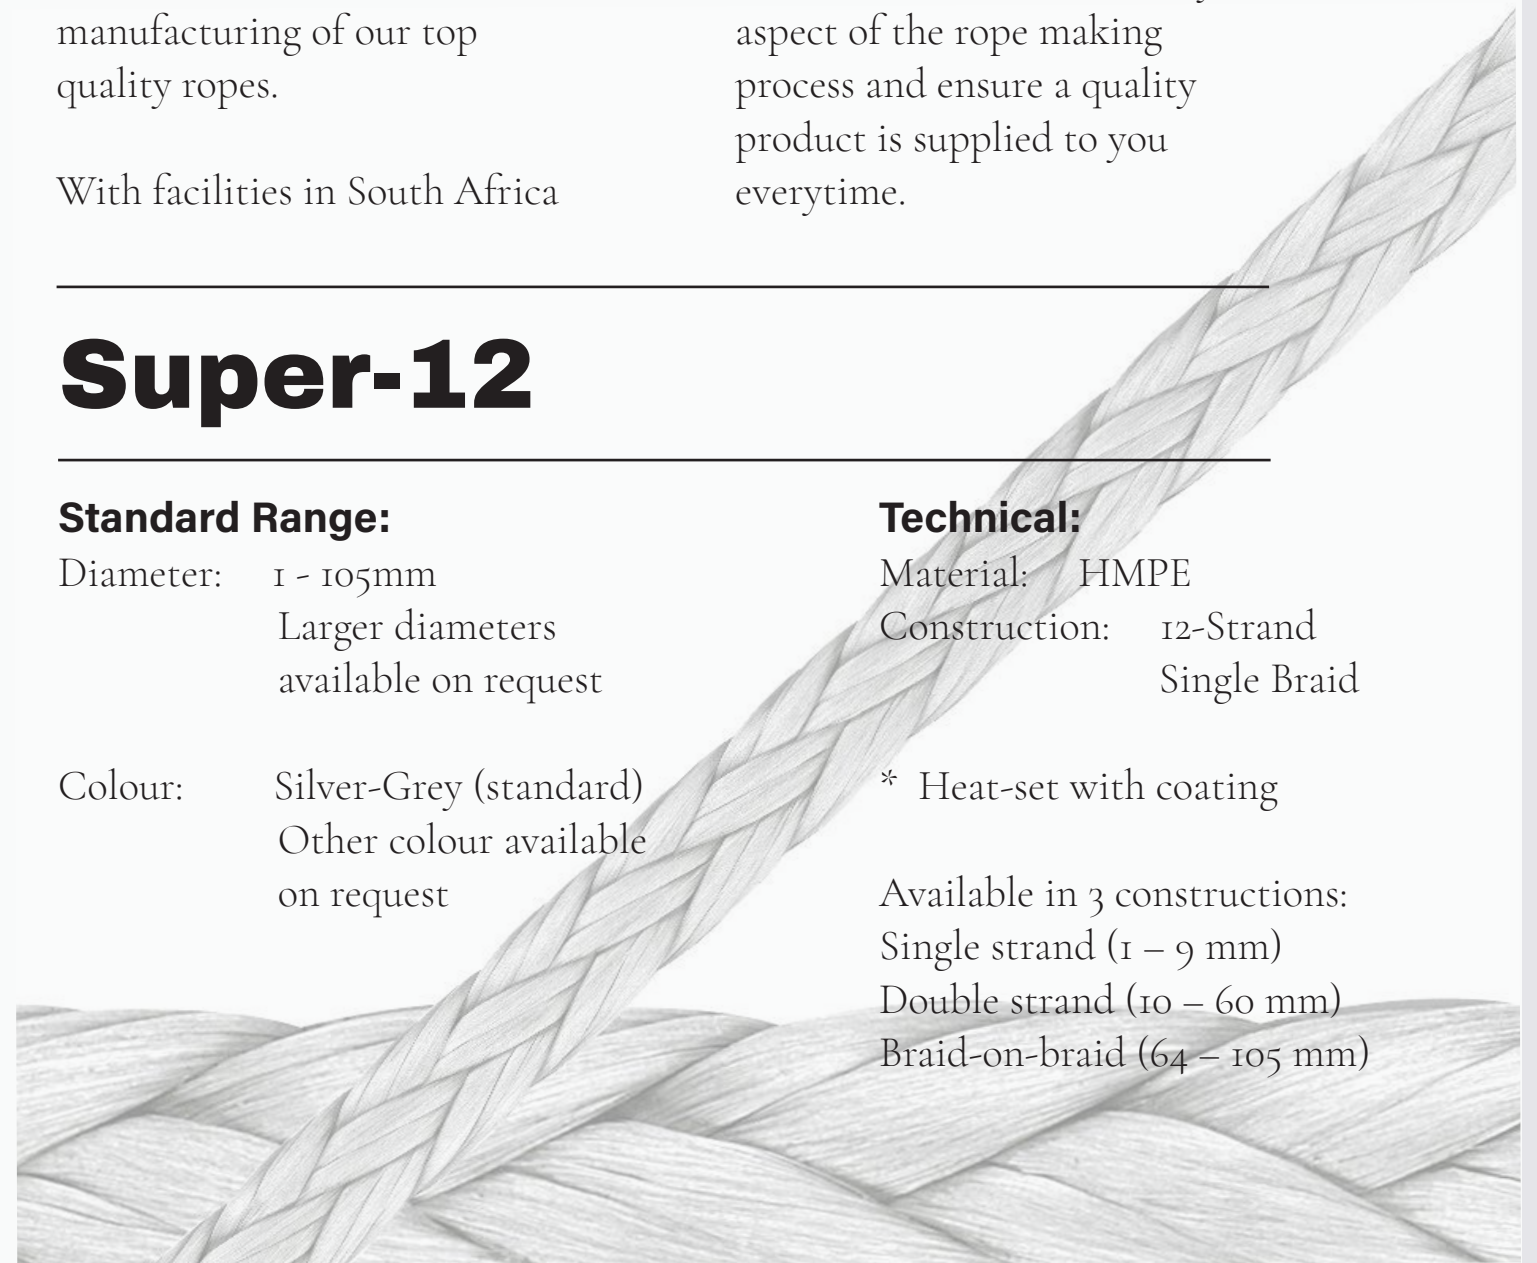 manufacturing of our top
quality ropes.
With facilities in South Africa
aspect of the rope making
process and ensure a quality
product is supplied to you
everytime.
Super-12
Standard Range:
Diameter: 1 - 105mm
Larger diameters
available on request
Colour: Silver-Grey (standard)
Other colour available
on request
Technical:
Material: HMPE
Construction: 12-Strand
Single Braid
* Heat-set with coating
Available in 3 constructions:
Single strand (1 – 9 mm)
Double strand (10 – 60 mm)
Braid-on-braid (64 – 105 mm)